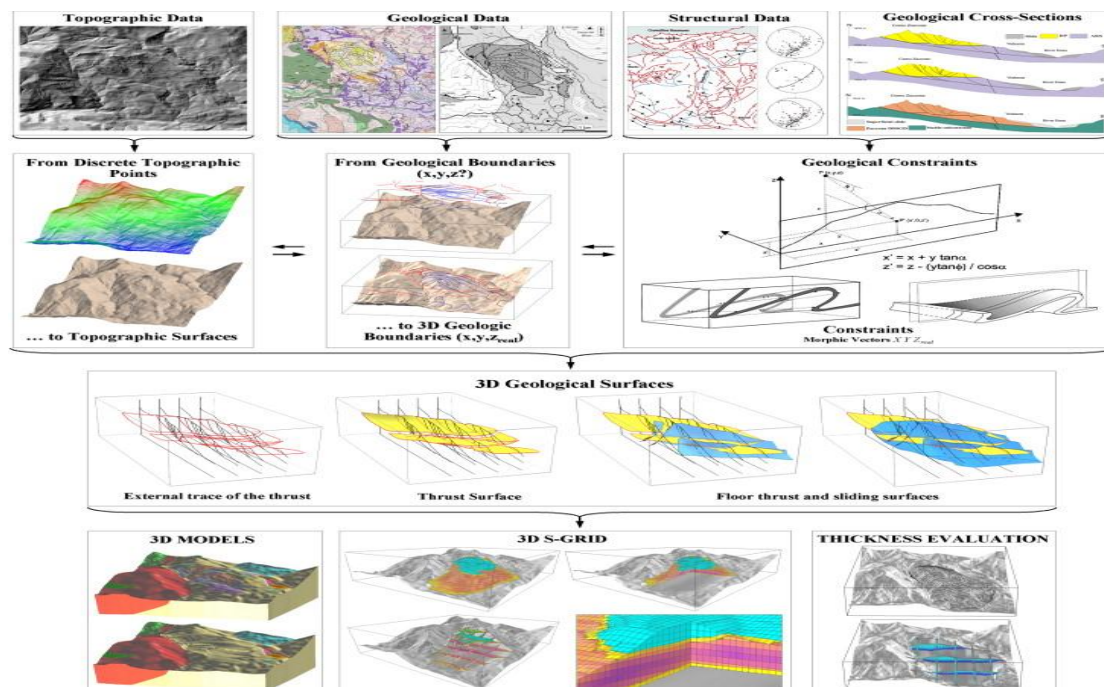 Topographic Data
Geological Data
Structural Data
Geological Cross-Sections
From Discrete Topographic
Points
... to Topographic Surfaces
From Geological Boundaries
(x,y,z?)
... to 3D Geologic
Boundaries (x,y,z_real)
Geological Constraints
x' = x + y tanα
z' = z - (ytanϕ) / cosα
Constraints
Morphic Vectors X Y Z_real
3D Geological Surfaces
External trace of the thrust
Thrust Surface
Floor thrust and sliding surfaces
3D MODELS
3D S-GRID
THICKNESS EVALUATION